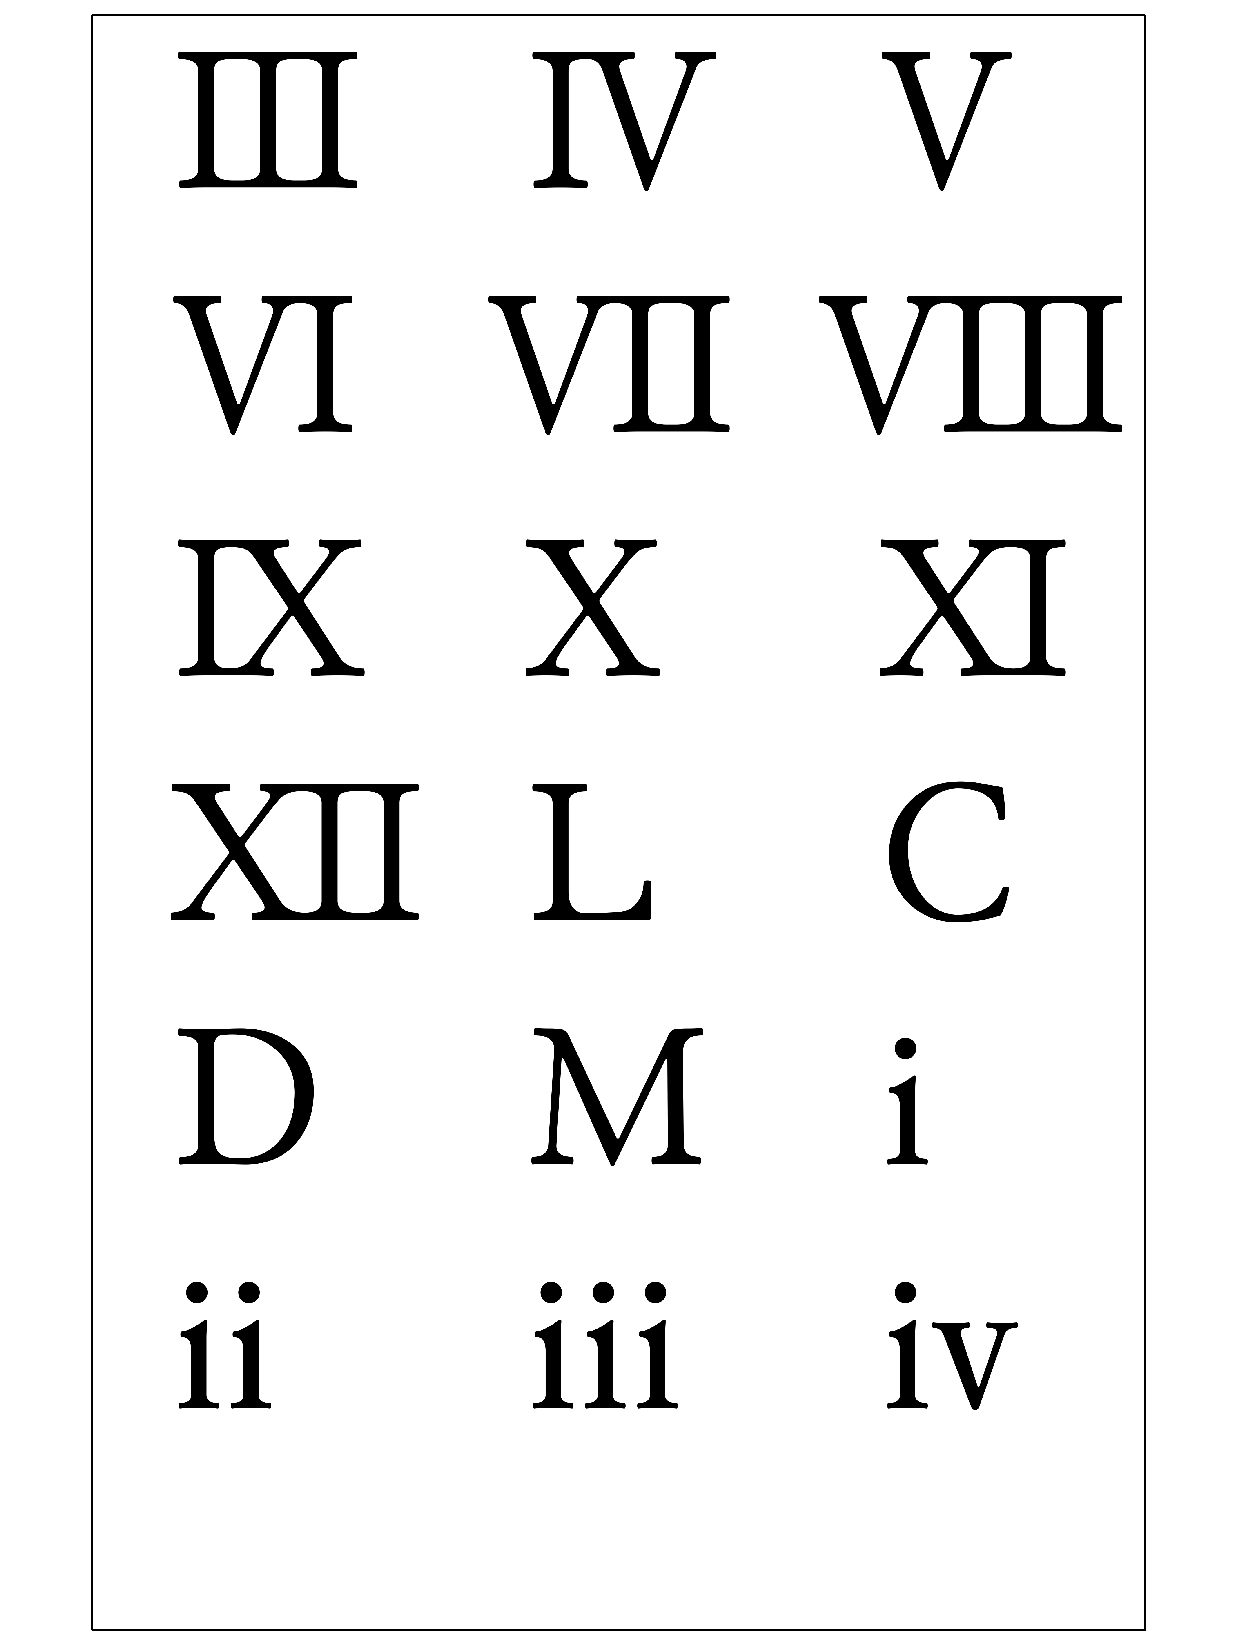 Ⅲ Ⅳ Ⅴ
Ⅵ Ⅶ Ⅷ
Ⅸ Ⅹ Ⅺ
Ⅻ Ⅼ Ⅽ
Ⅾ Ⅿ ⅰ
ⅱ ⅲ ⅳ